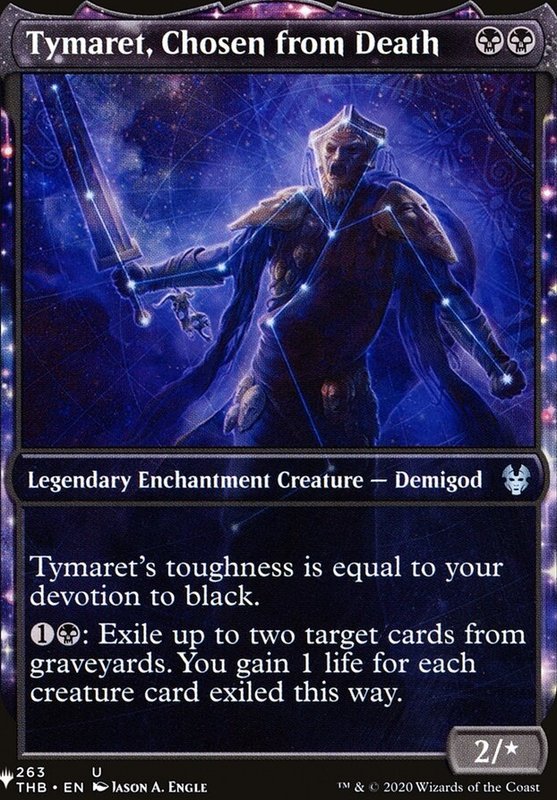 Tymaret, Chosen from Death
Legendary Enchantment Creature — Demigod
Tymaret's toughness is equal to your
devotion to black.
1: Exile up to two target cards from
graveyards. You gain 1 life for each
creature card exiled this way.
2/★
263 U
THB • EN JASON A. ENGLE
™ & © 2020 Wizards of the Coast